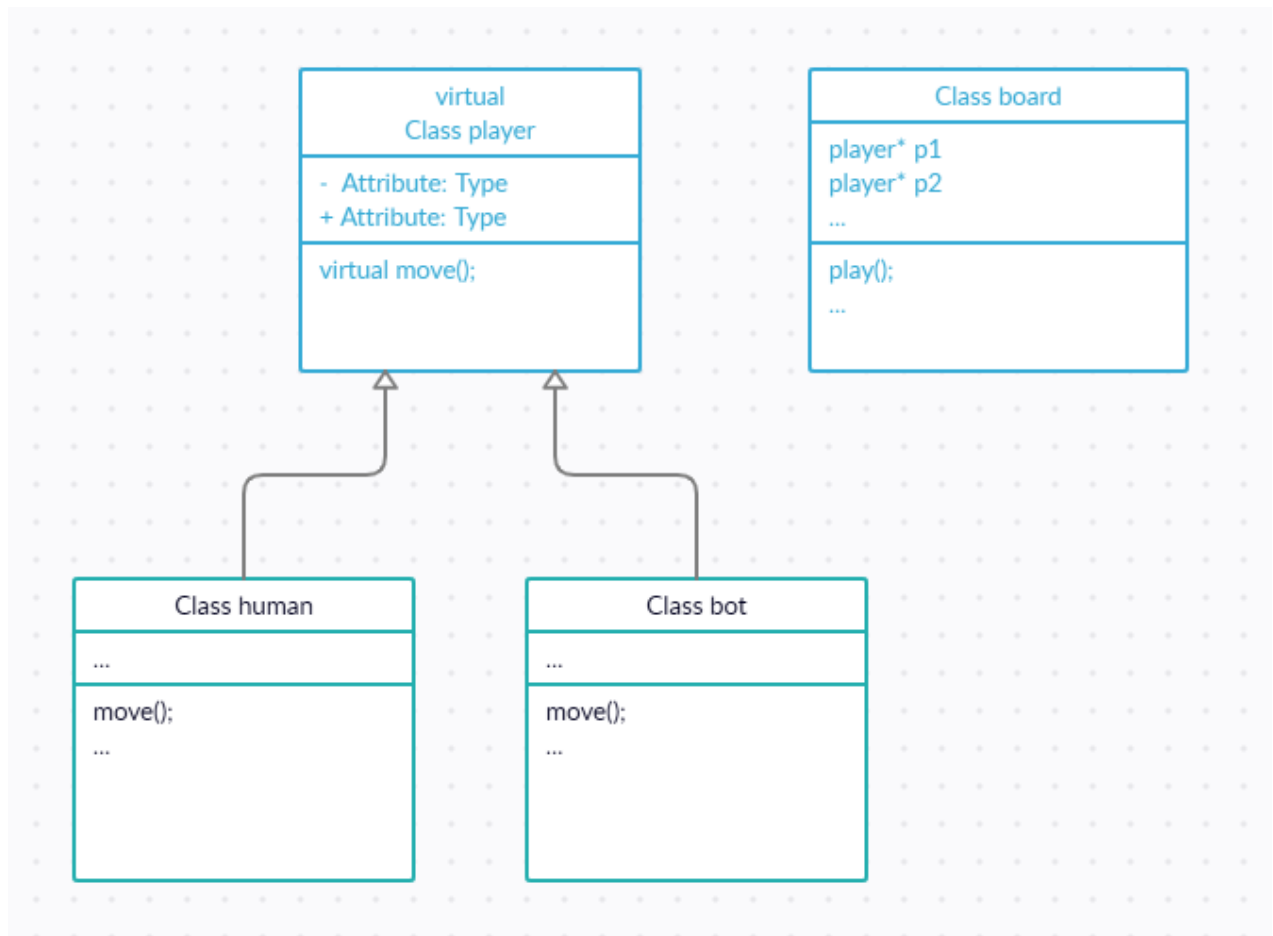 virtual
Class player
- Attribute: Type
+ Attribute: Type
virtual move();
Class board
player* p1
player* p2
...
play();
...
Class human
...
move();
...
Class bot
...
move();
...